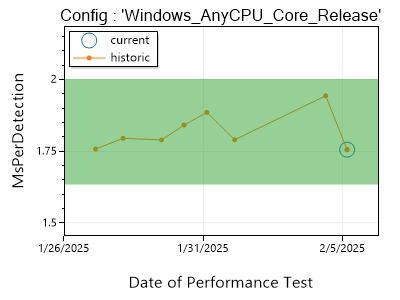 Config : 'Windows_AnyCPU_Core_Release'
current
historic
MsPerDetection
2
1.75
1.5
1/26/2025
1/31/2025
2/5/2025
Date of Performance Test